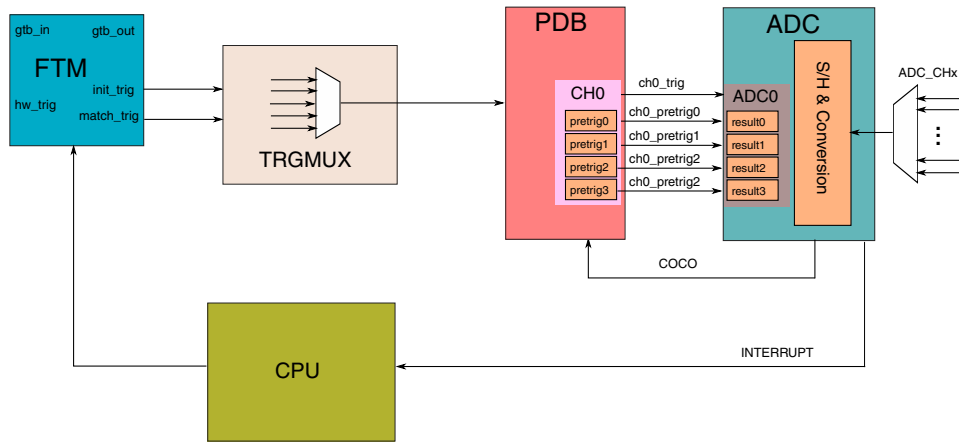 gtb_in
gtb_out
FTM
init_trig
hw_trig
match_trig
TRGMUX
PDB
CH0
pretrig0
pretrig1
pretrig2
pretrig3
ch0_trig
ch0_pretrig0
ch0_pretrig1
ch0_pretrig2
ch0_pretrig2
ADC
ADC0
result0
result1
result2
result3
S/H & Conversion
ADC_CHx
COCO
INTERRUPT
CPU